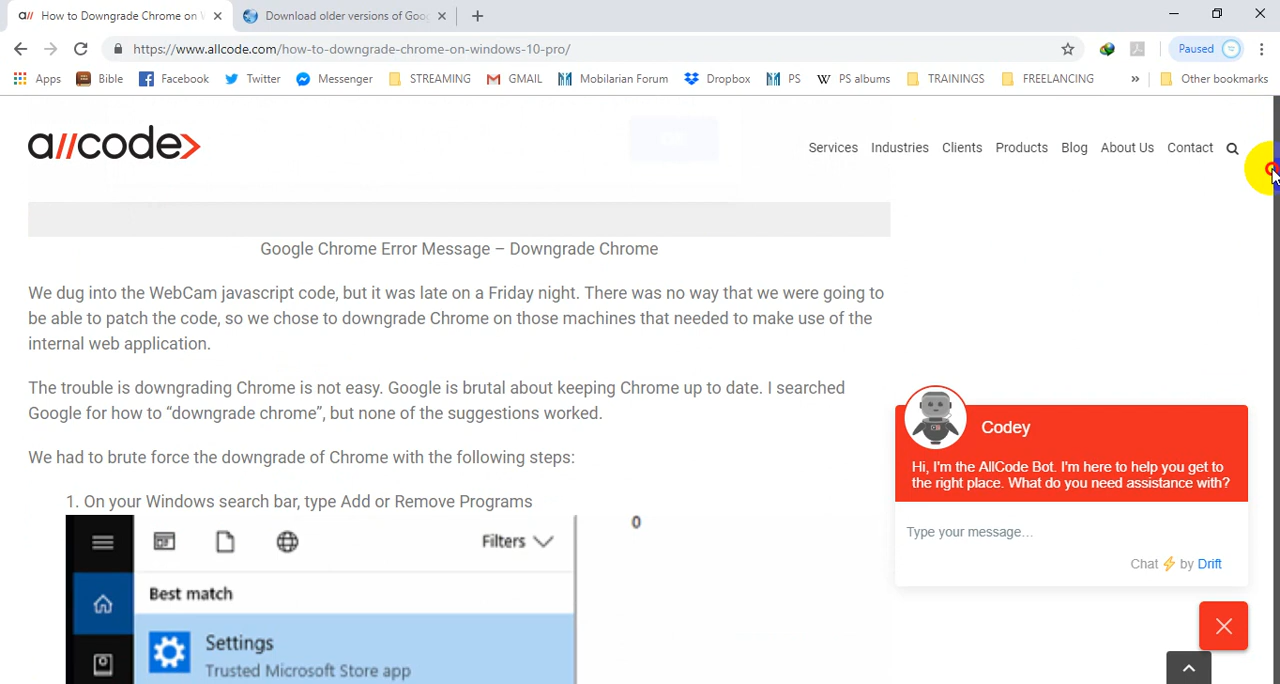 a// How to Downgrade Chrome on W
Download older versions of Goo
https://www.allcode.com/how-to-downgrade-chrome-on-windows-10-pro/
Paused
Apps Bible Facebook Twitter Messenger STREAMING GMAIL Mobilarian Forum Dropbox PS PS albums TRAININGS FREELANCING » Other bookmarks
a//code>
Services Industries Clients Products Blog About Us Contact
Google Chrome Error Message – Downgrade Chrome
We dug into the WebCam javascript code, but it was late on a Friday night. There was no way that we were going to
be able to patch the code, so we chose to downgrade Chrome on those machines that needed to make use of the
internal web application.
The trouble is downgrading Chrome is not easy. Google is brutal about keeping Chrome up to date. I searched
Google for how to “downgrade chrome”, but none of the suggestions worked.
We had to brute force the downgrade of Chrome with the following steps:
1. On your Windows search bar, type Add or Remove Programs
Filters
0
Best match
Settings
Trusted Microsoft Store app
Codey
Hi, I'm the AllCode Bot. I'm here to help you get to
the right place. What do you need assistance with?
Type your message…
Chat ⚡ by Drift